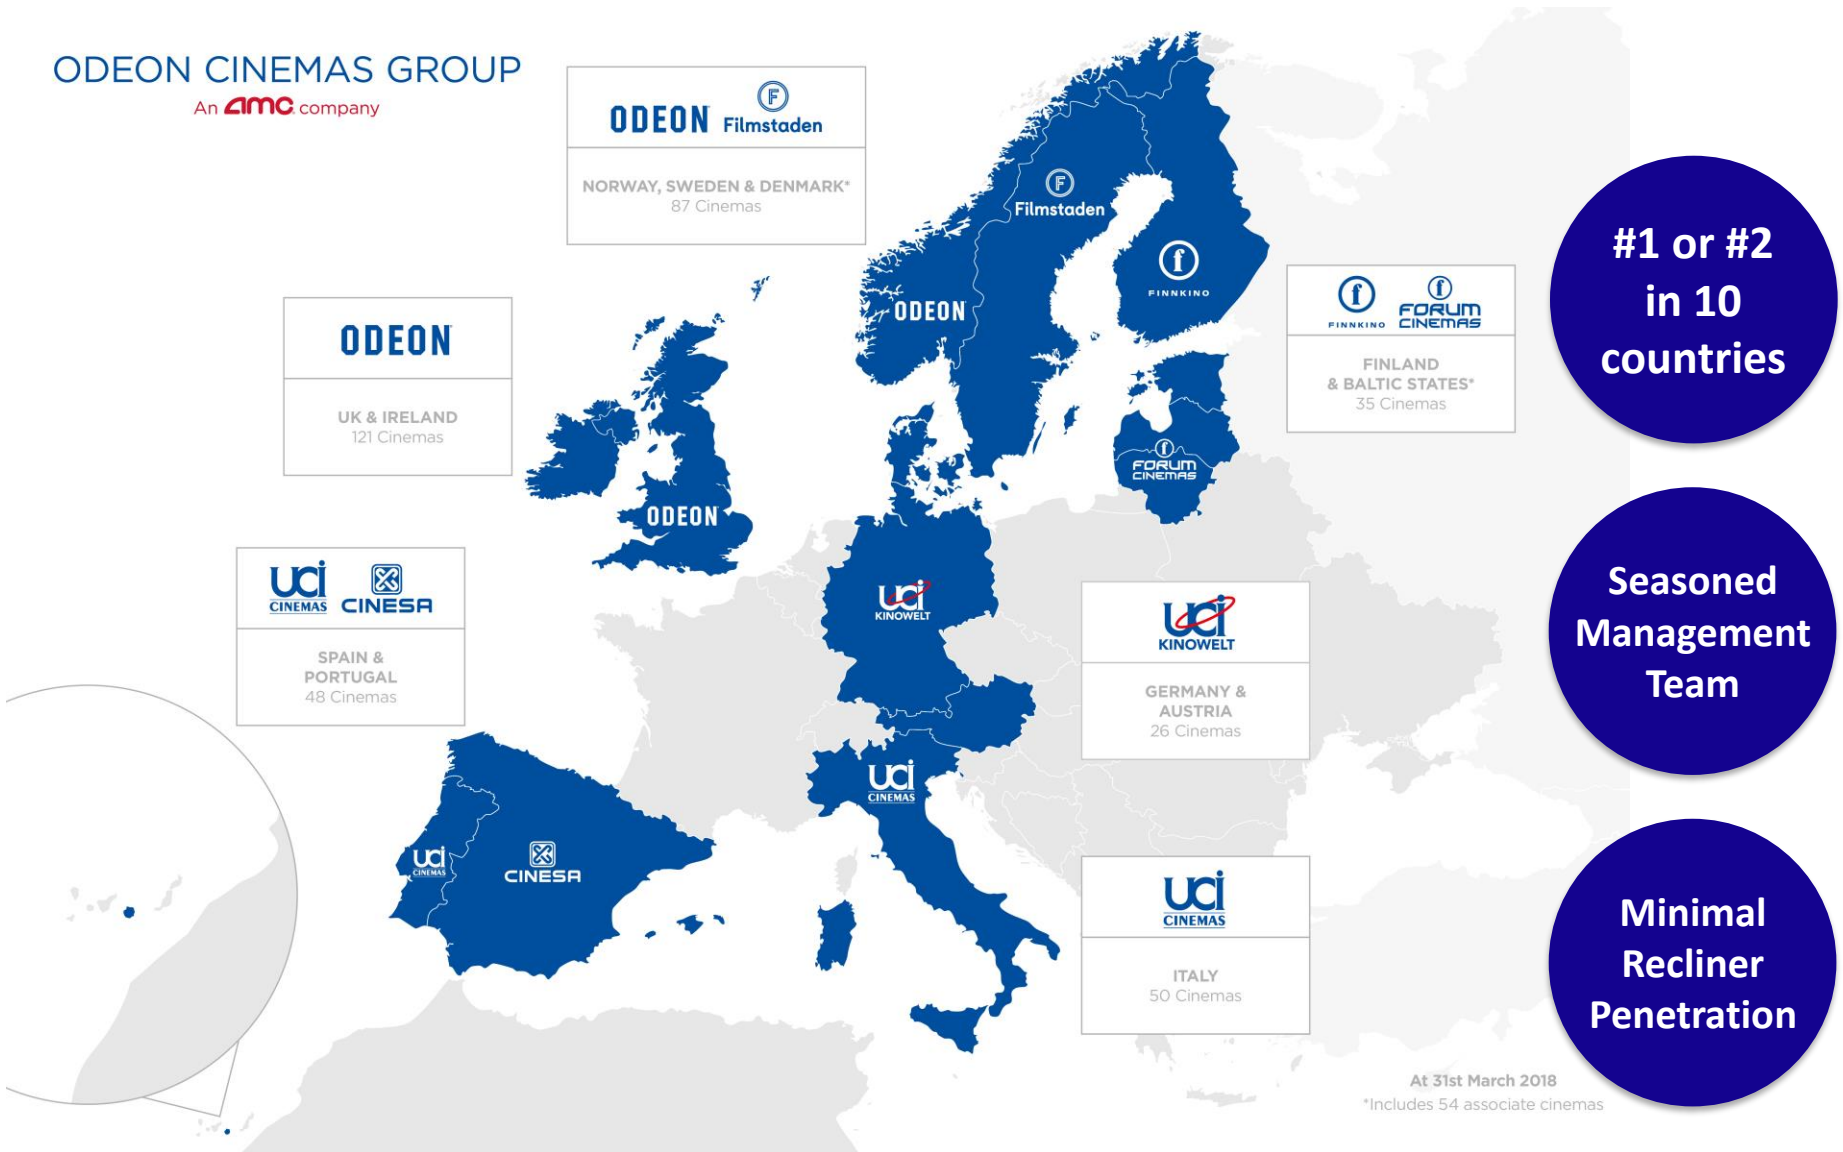 ODEON CINEMAS GROUP
An amc company
ODEON
F
Filmstaden
NORWAY, SWEDEN & DENMARK*
87 Cinemas
ODEON
UK & IRELAND
121 Cinemas
uci
CINEMAS
CINESA
SPAIN &
PORTUGAL
48 Cinemas
F
Filmstaden
f
FINNKINO
ODEON
f
FORUM
CINEMAS
ODEON
uci
KINOWELT
uci
CINEMAS
uci
CINEMAS
CINESA
f
FINNKINO
f
FORUM
CINEMAS
FINLAND
& BALTIC STATES*
35 Cinemas
uci
KINOWELT
GERMANY &
AUSTRIA
26 Cinemas
uci
CINEMAS
ITALY
50 Cinemas
#1 or #2
in 10
countries
Seasoned
Management
Team
Minimal
Recliner
Penetration
At 31st March 2018
*Includes 54 associate cinemas